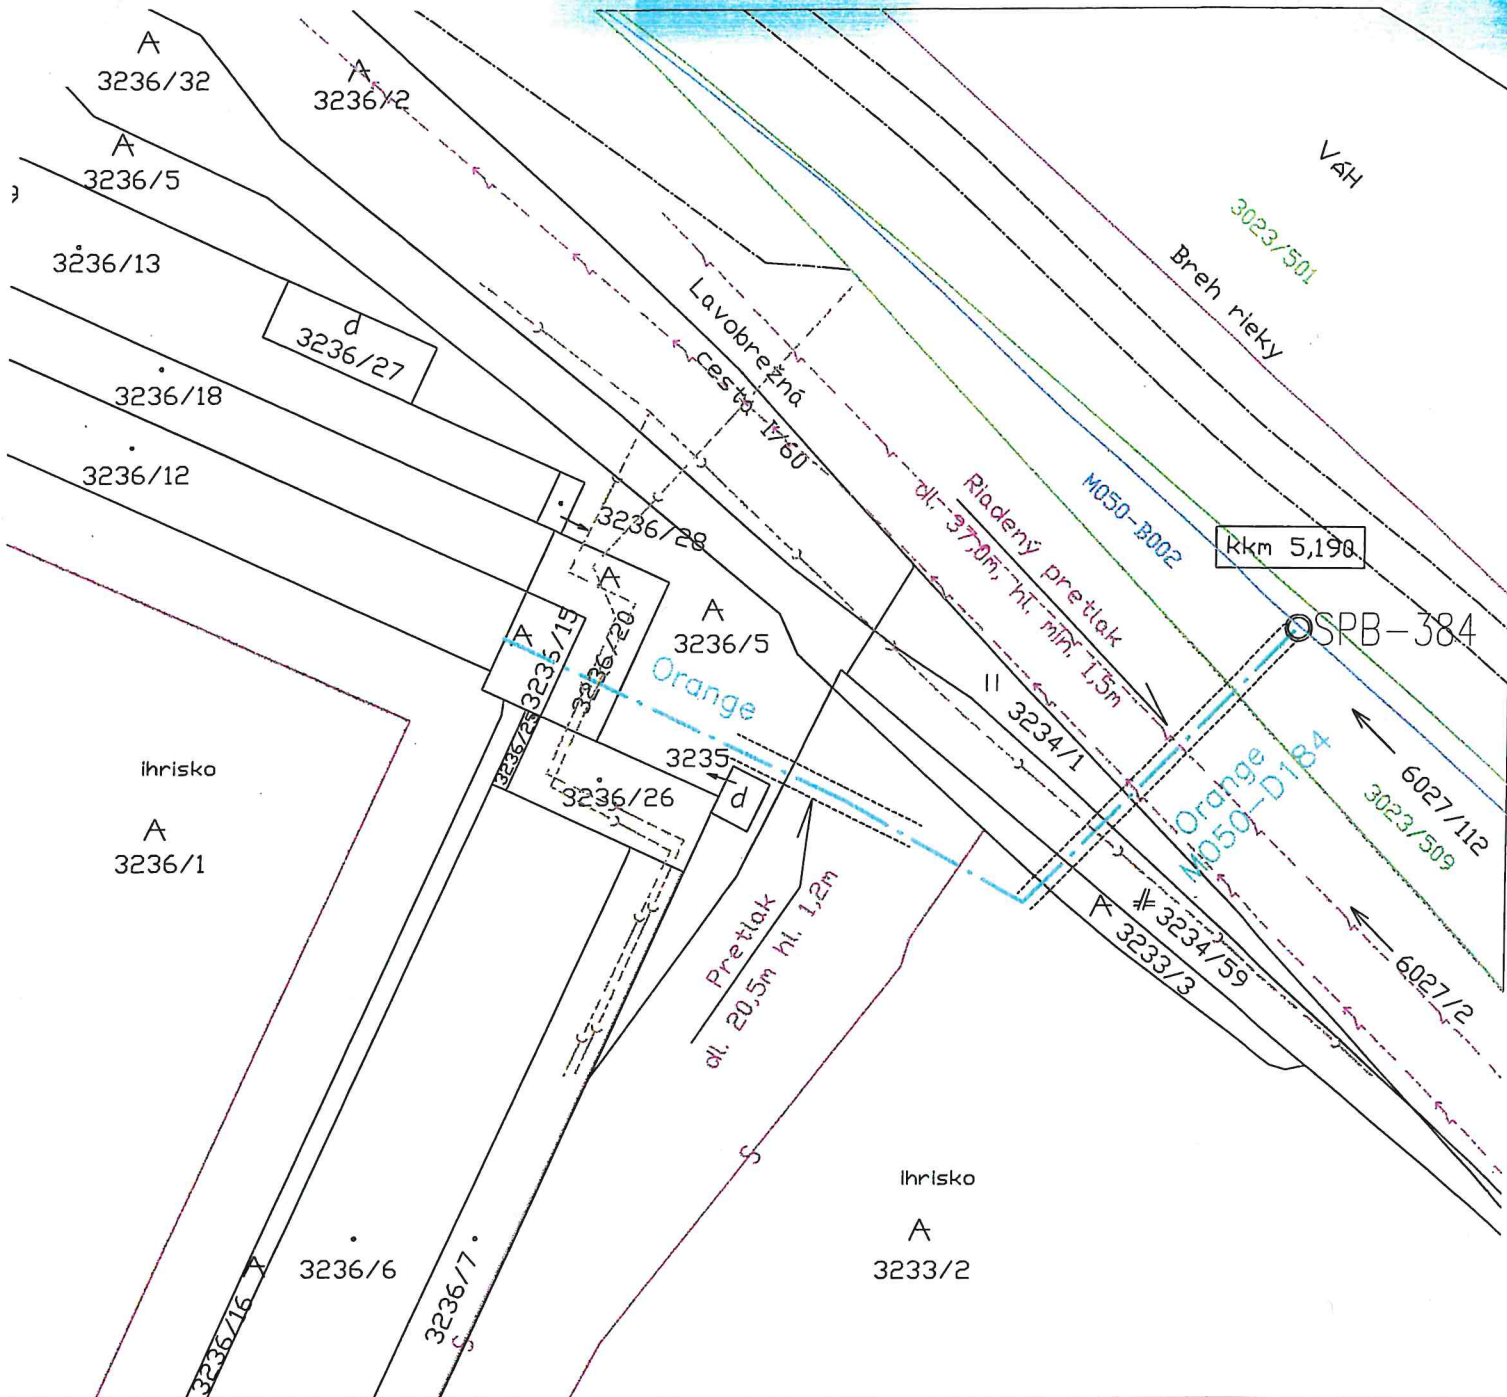 3236/32
3236/2
3236/5
3236/13
d
3236/27
3236/18
3236/12
3236/28
3236/15
3236/20
3236/25
3236/5
Orange
3235
d
3236/26
ihrisko
3236/1
Pretlak
dl. 20,5m hl. 1,2m
3236/6
3236/7
3236/16
Ihrisko
3233/2
Lavobrežná
cesta I/60
Riadený pretlak
dl. 37,0m, hl. min. 1,5m
M050-B002
VÁH
3023/501
Breh rieky
kkm 5,190
SPB-384
3234/1
Orange
M050-D184
6027/112
3023/509
3234/59
3233/3
6027/2